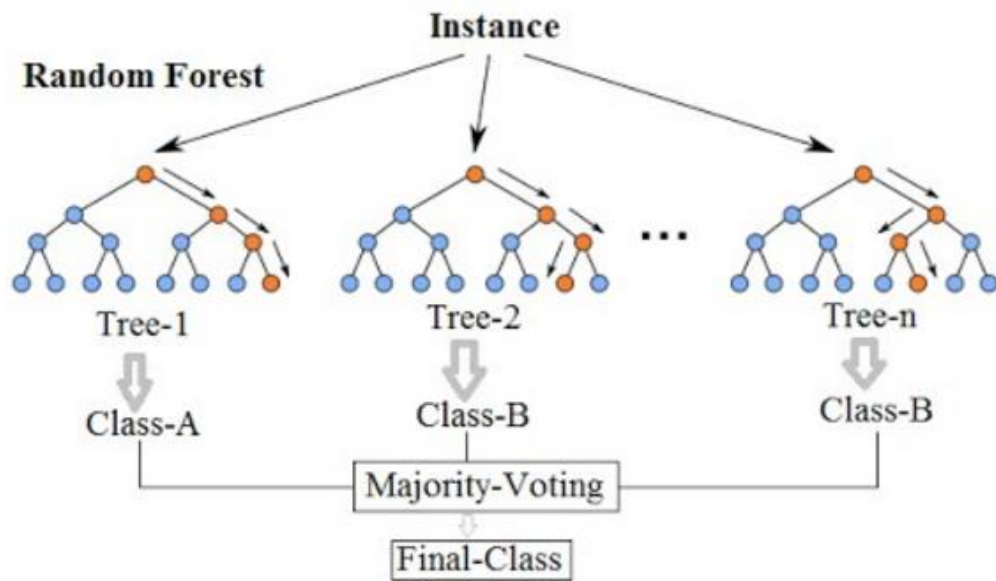 Instance
Random Forest
...
Tree-1
Tree-2
Tree-n
Class-A
Class-B
Class-B
Majority-Voting
Final-Class